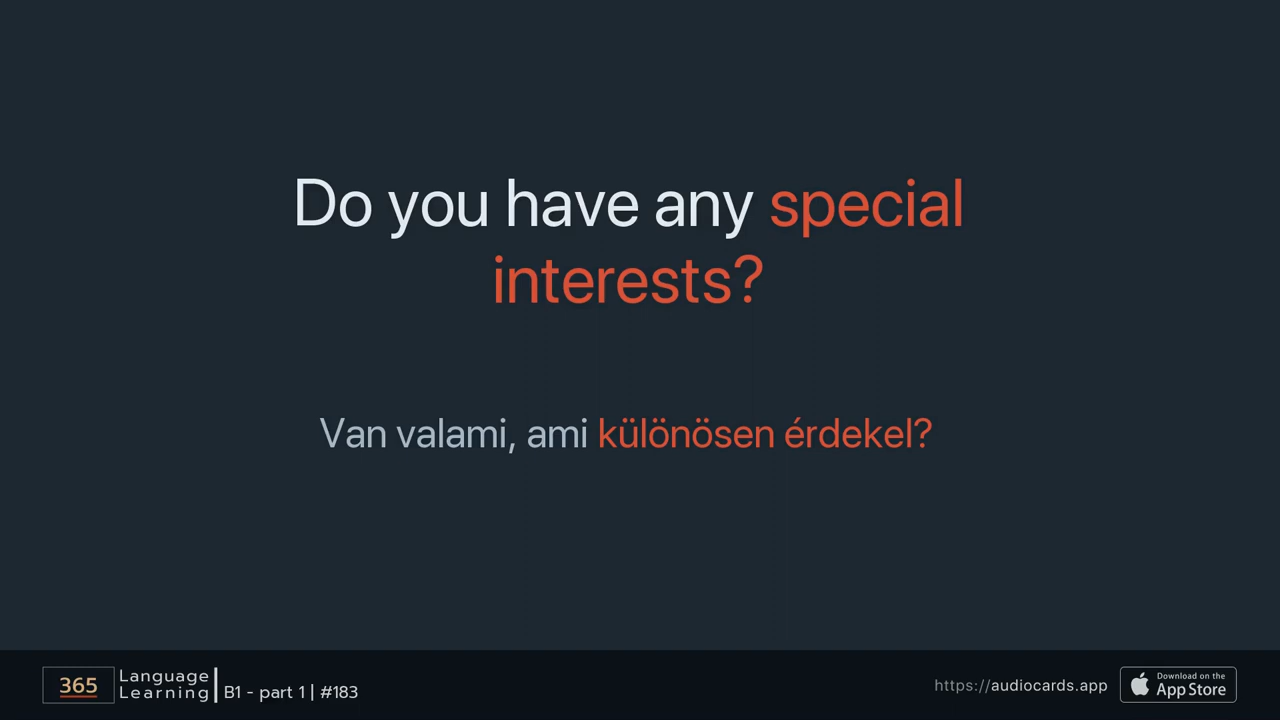 Do you have any special
interests?
Van valami, ami különösen érdekel?
365
Language
Learning
B1 - part 1 | #183
https://audiocards.app
Download on the
App Store